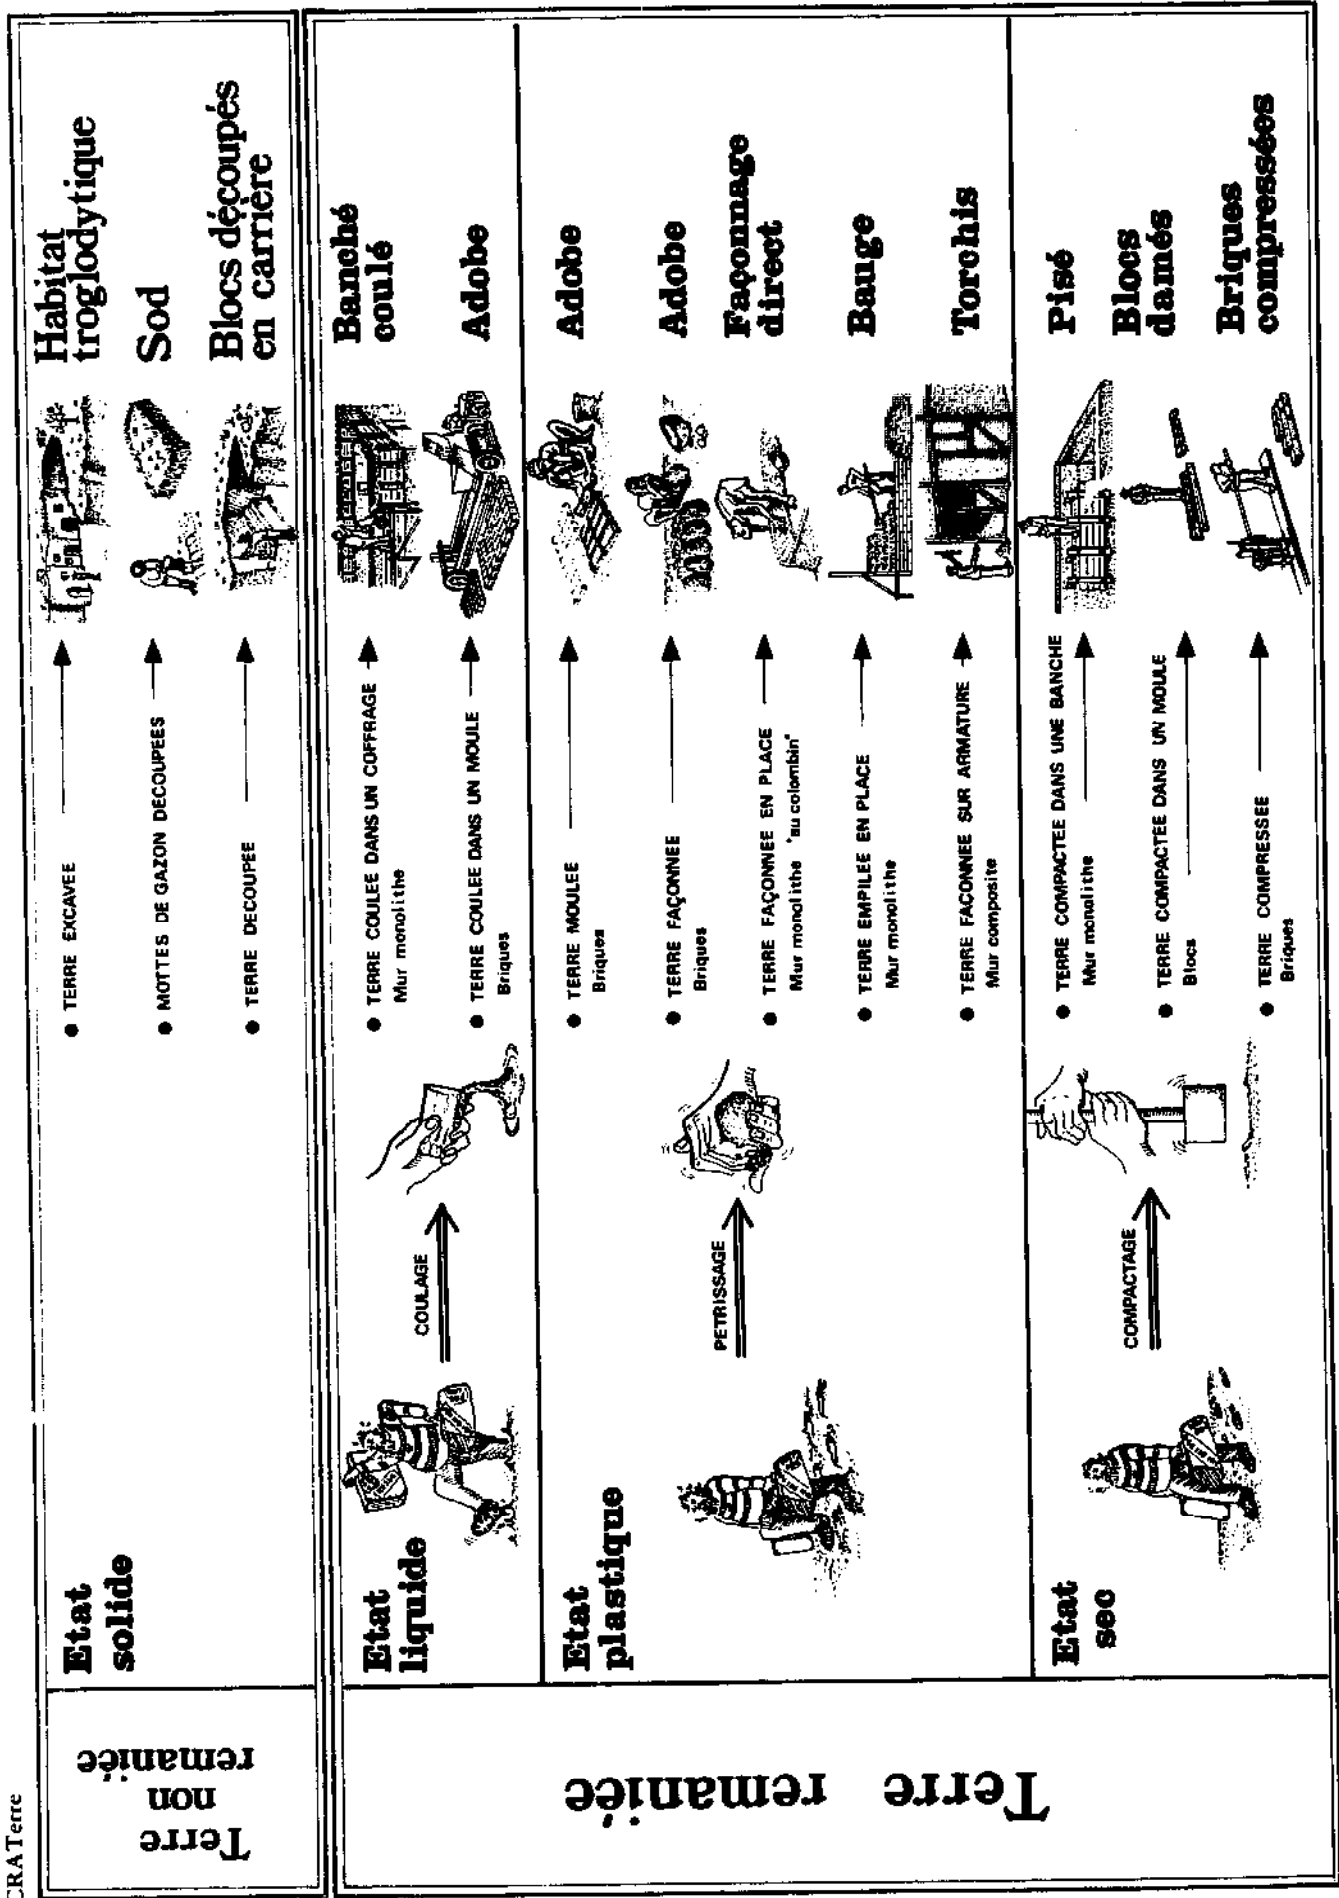 CRATerre
Terre
non
remaniée
Etat
solide
● TERRE EXCAVEE
Habitat
troglodytique
● MOTTES DE GAZON DECOUPEES
Sod
● TERRE DECOUPEE
Blocs découpés
en carrière
Terre remaniée
Etat
liquide
COULAGE
● TERRE COULEE DANS UN COFFRAGE
Mur monolithe
Banché
coulé
● TERRE COULEE DANS UN MOULE
Briques
Adobe
Etat
plastique
PETRISSAGE
● TERRE MOULEE
Briques
Adobe
● TERRE FAÇONNEE
Briques
Adobe
● TERRE FAÇONNEE EN PLACE
Mur monolithe "au colombin"
Façonnage
direct
● TERRE EMPILEE EN PLACE
Mur monolithe
Bauge
● TERRE FACONNEE SUR ARMATURE
Mur composite
Torchis
Etat
sec
COMPACTAGE
● TERRE COMPACTEE DANS UNE BANCHE
Mur monolithe
Pisé
● TERRE COMPACTEE DANS UN MOULE
Blocs
Blocs
damés
● TERRE COMPRESSEE
Briques
Briques
compressées